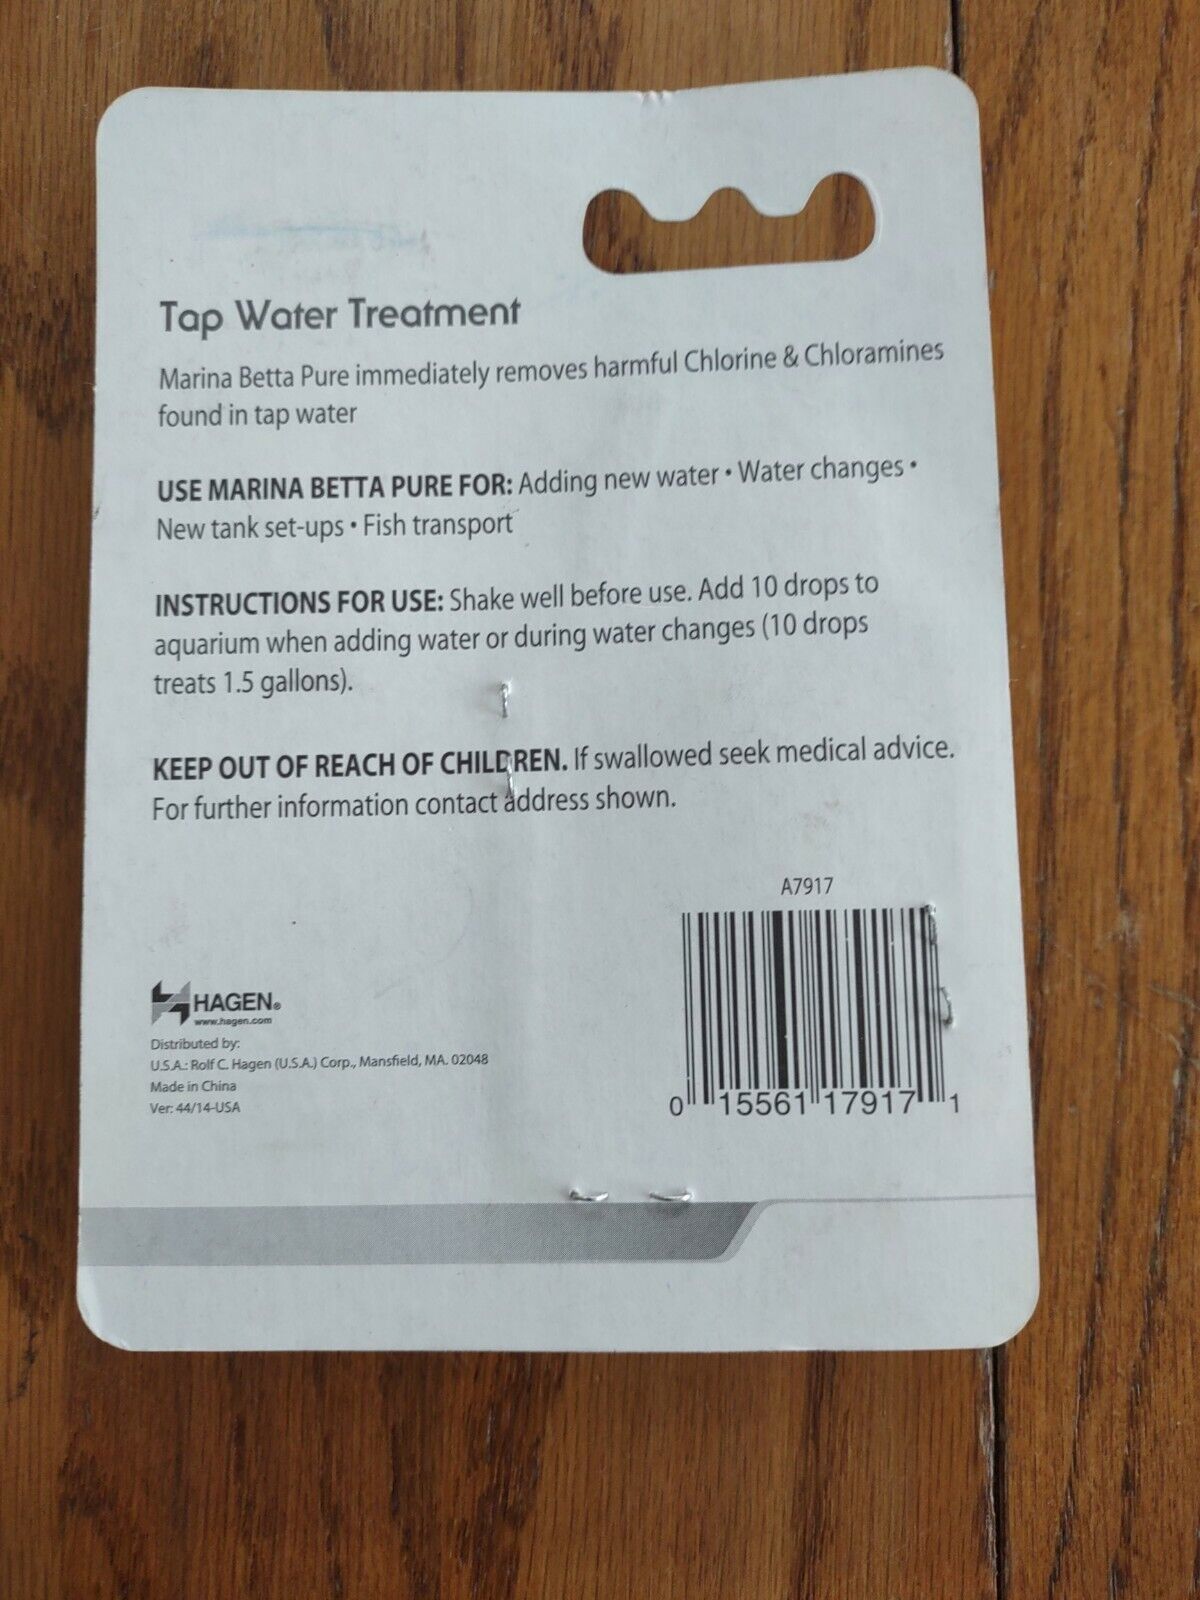 Tap Water Treatment
Marina Betta Pure immediately removes harmful Chlorine & Chloramines
found in tap water
USE MARINA BETTA PURE FOR: Adding new water • Water changes •
New tank set-ups • Fish transport
INSTRUCTIONS FOR USE: Shake well before use. Add 10 drops to
aquarium when adding water or during water changes (10 drops
treats 1.5 gallons).
KEEP OUT OF REACH OF CHILDREN. If swallowed seek medical advice.
For further information contact address shown.
A7917
HAGEN®
www.hagen.com
Distributed by:
U.S.A.: Rolf C. Hagen (U.S.A.) Corp., Mansfield, MA. 02048
Made in China
Ver: 44/14-USA
0 15561 17917 1